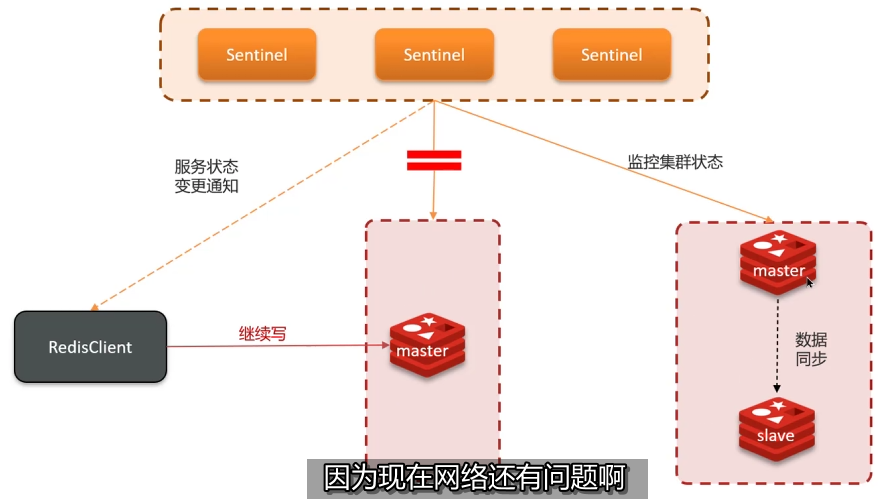 Sentinel
Sentinel
Sentinel
服务状态
变更通知
监控集群状态
master
RedisClient
继续写
master
数据
同步
slave
因为现在网络还有问题啊